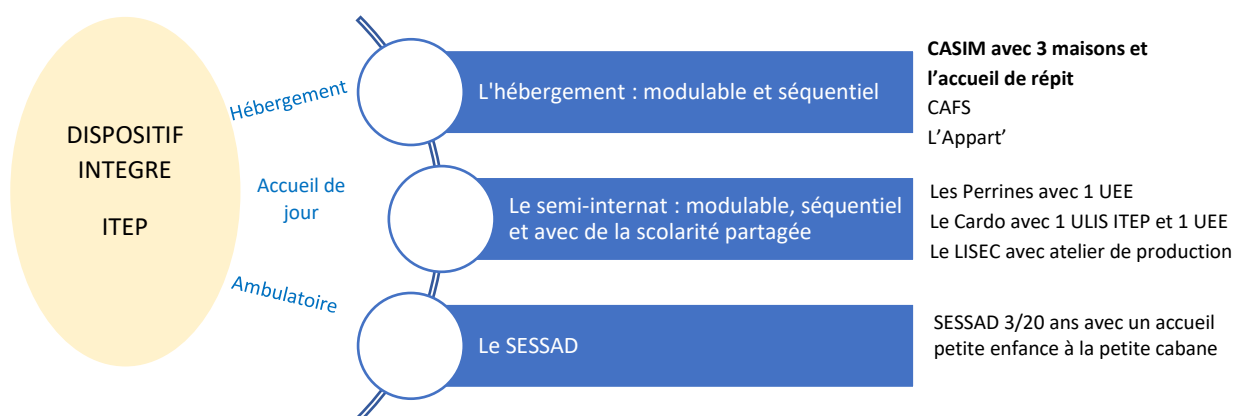 DISPOSITIF
INTEGRE
ITEP
Hébergement
L'hébergement : modulable et séquentiel
CASIM avec 3 maisons et
l’accueil de répit
CAFS
L’Appart’
Accueil de
jour
Le semi-internat : modulable, séquentiel
et avec de la scolarité partagée
Les Perrines avec 1 UEE
Le Cardo avec 1 ULIS ITEP et 1 UEE
Le LISEC avec atelier de production
Ambulatoire
Le SESSAD
SESSAD 3/20 ans avec un accueil
petite enfance à la petite cabane